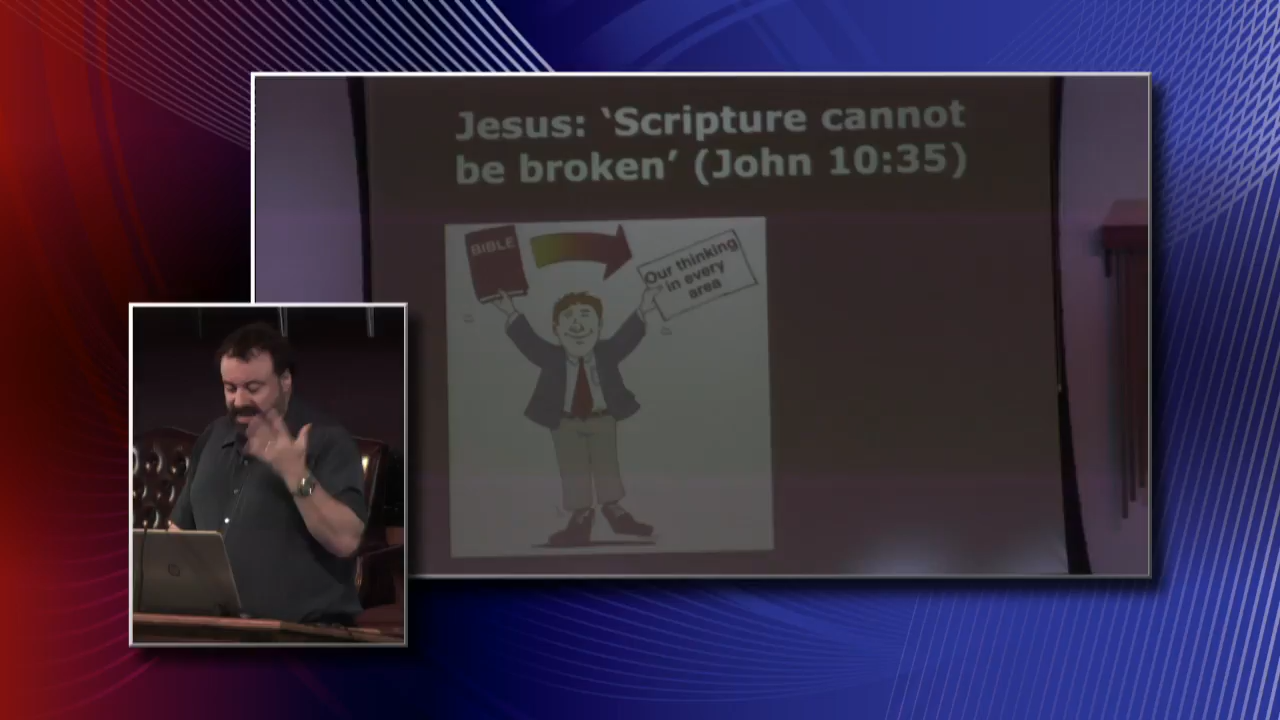 Jesus: ‘Scripture cannot
be broken’ (John 10:35)
BIBLE
Our thinking
in every
area